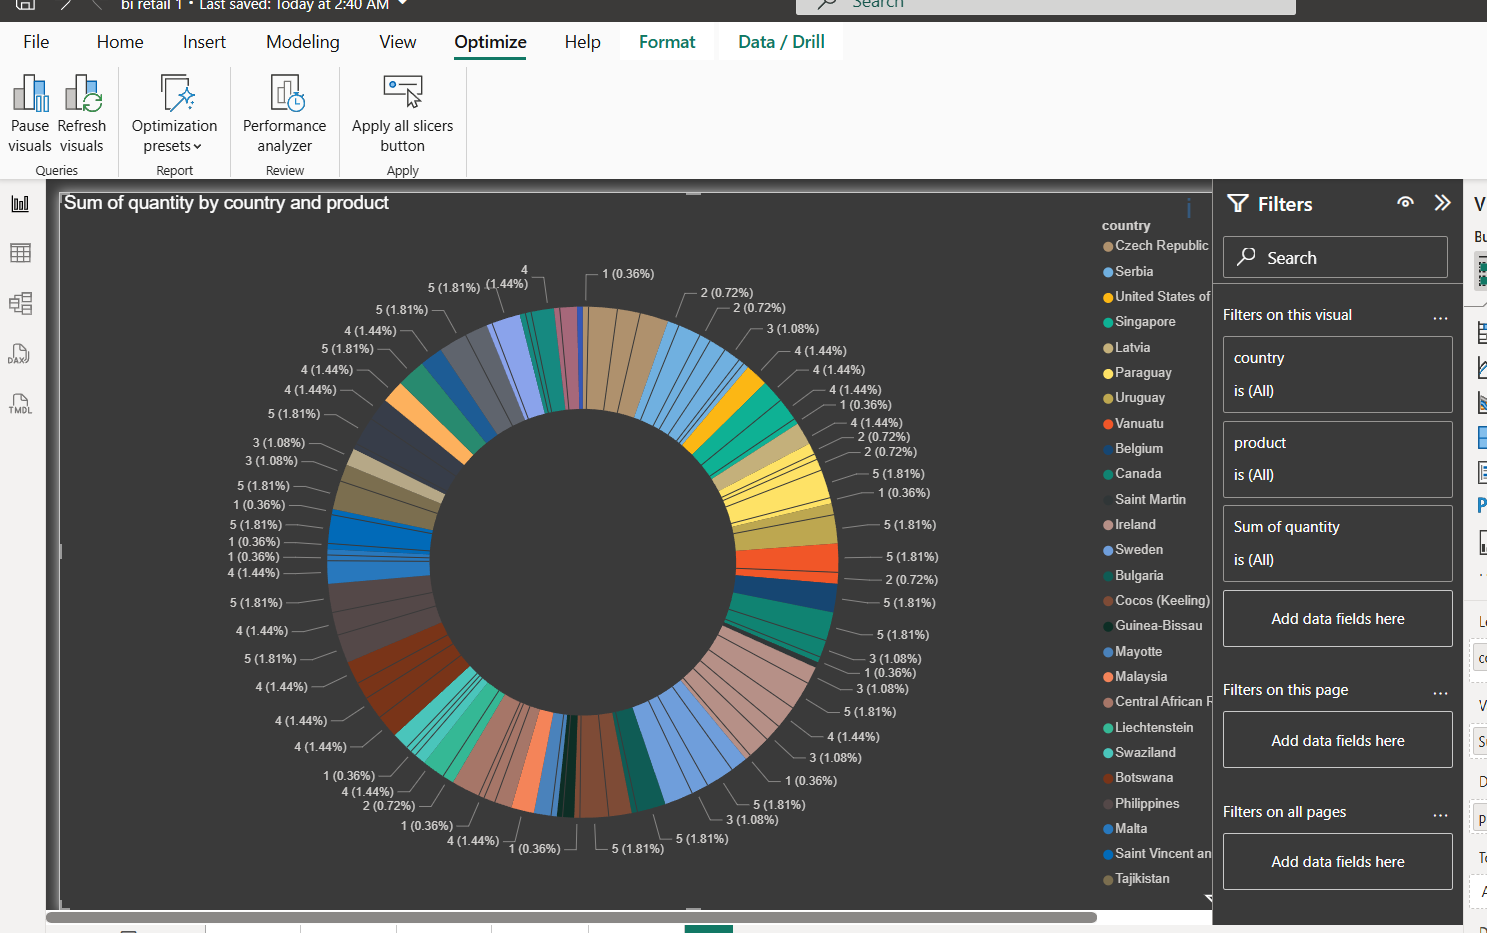 bi retail 1 • Last saved: Today at 2:40 AM
Search
File Home Insert Modeling View Optimize Help Format Data / Drill
Pause visuals
Refresh visuals
Optimization presets
Performance analyzer
Apply all slicers button
Queries
Report
Review
Apply
DAX
TMDL
Sum of quantity by country and product
1 (0.36%)
2 (0.72%)
2 (0.72%)
3 (1.08%)
4 (1.44%)
4 (1.44%)
4 (1.44%)
1 (0.36%)
4 (1.44%)
2 (0.72%)
2 (0.72%)
5 (1.81%)
1 (0.36%)
5 (1.81%)
5 (1.81%)
2 (0.72%)
5 (1.81%)
5 (1.81%)
3 (1.08%)
1 (0.36%)
3 (1.08%)
5 (1.81%)
4 (1.44%)
3 (1.08%)
1 (0.36%)
5 (1.81%)
3 (1.08%)
5 (1.81%)
5 (1.81%)
1 (0.36%)
4 (1.44%)
1 (0.36%)
2 (0.72%)
4 (1.44%)
1 (0.36%)
4 (1.44%)
4 (1.44%)
4 (1.44%)
5 (1.81%)
4 (1.44%)
5 (1.81%)
4 (1.44%)
1 (0.36%)
1 (0.36%)
5 (1.81%)
1 (0.36%)
5 (1.81%)
3 (1.08%)
3 (1.08%)
5 (1.81%)
4 (1.44%)
4 (1.44%)
5 (1.81%)
4 (1.44%)
5 (1.81%)
5 (1.81%)
4
(1.44%)
country
Czech Republic
Serbia
United States of
Singapore
Latvia
Paraguay
Uruguay
Vanuatu
Belgium
Canada
Saint Martin
Ireland
Sweden
Bulgaria
Cocos (Keeling)
Guinea-Bissau
Mayotte
Malaysia
Central African R
Liechtenstein
Swaziland
Botswana
Philippines
Malta
Saint Vincent an
Tajikistan
Filters
Search
Filters on this visual
country
is (All)
product
is (All)
Sum of quantity
is (All)
Add data fields here
Filters on this page
Add data fields here
Filters on all pages
Add data fields here